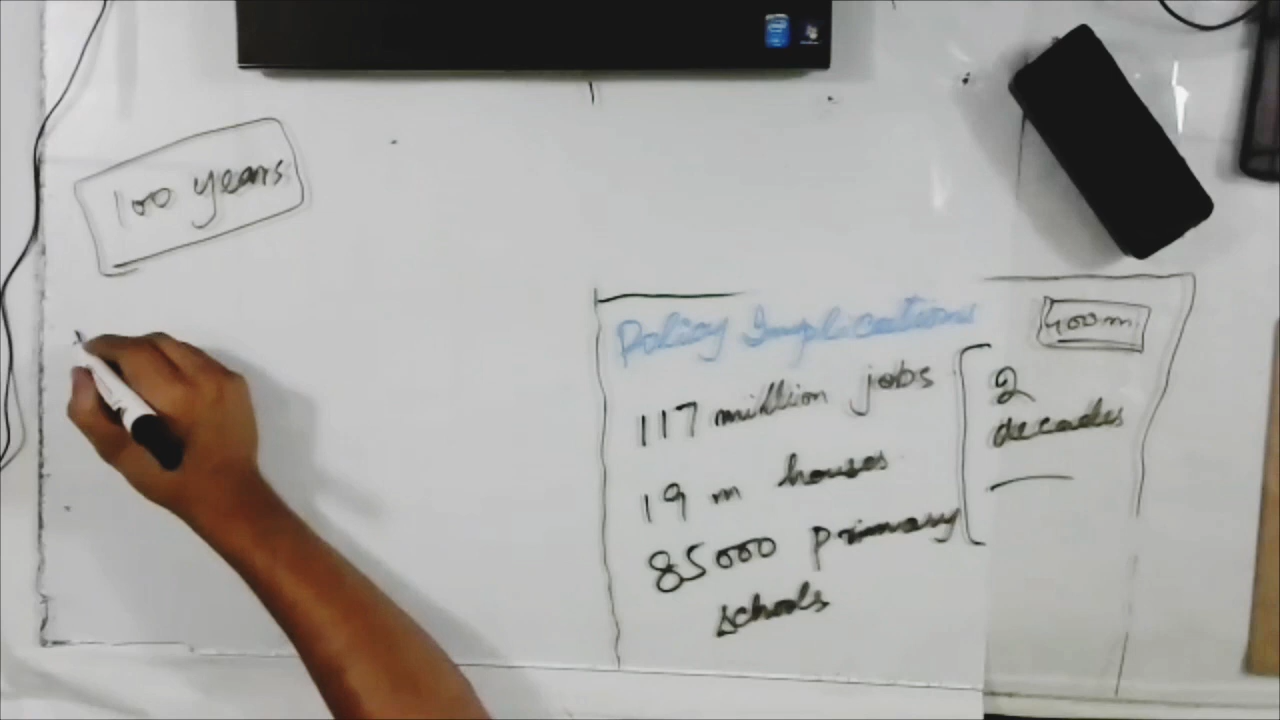 100 years
Policy Implications
400m
117 million jobs
2
decades
19 m houses
85000 primary
schools